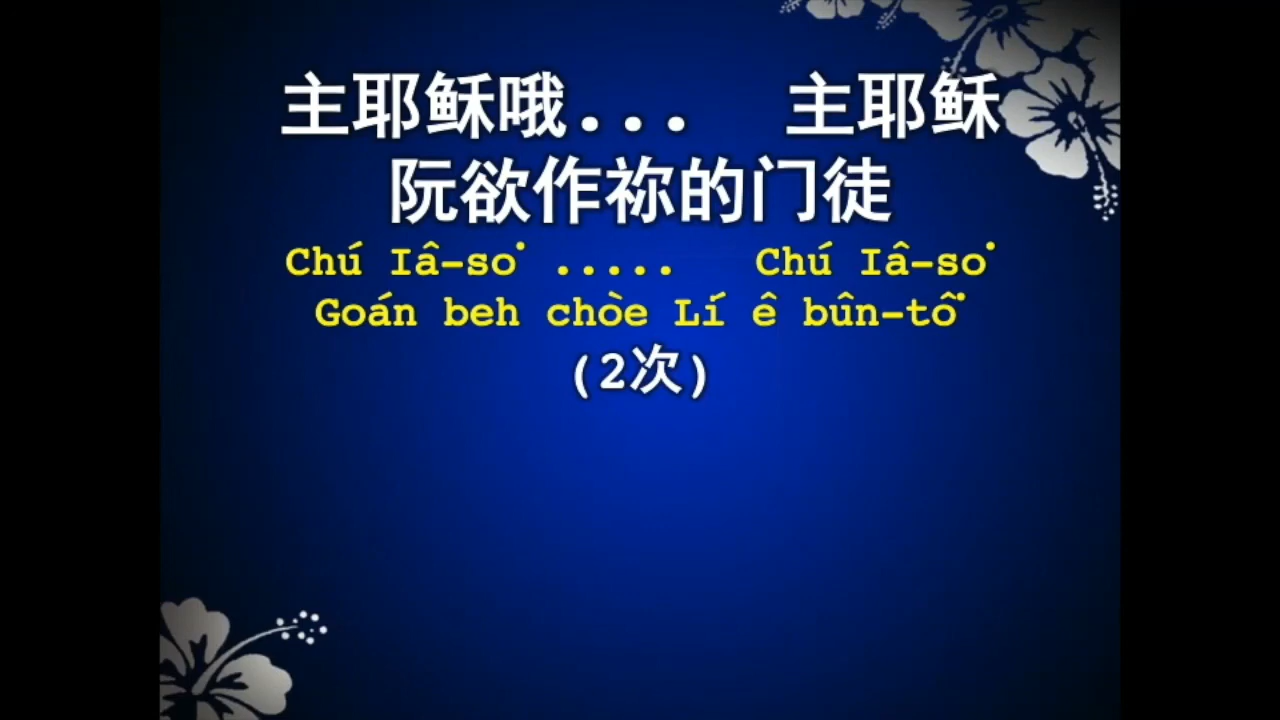 主耶稣哦... 主耶稣
阮欲作祢的门徒
Chú Iâ-so͘ ..... Chú Iâ-so͘
Goán beh chòe Lí ê bûn-tô͘
(2次)